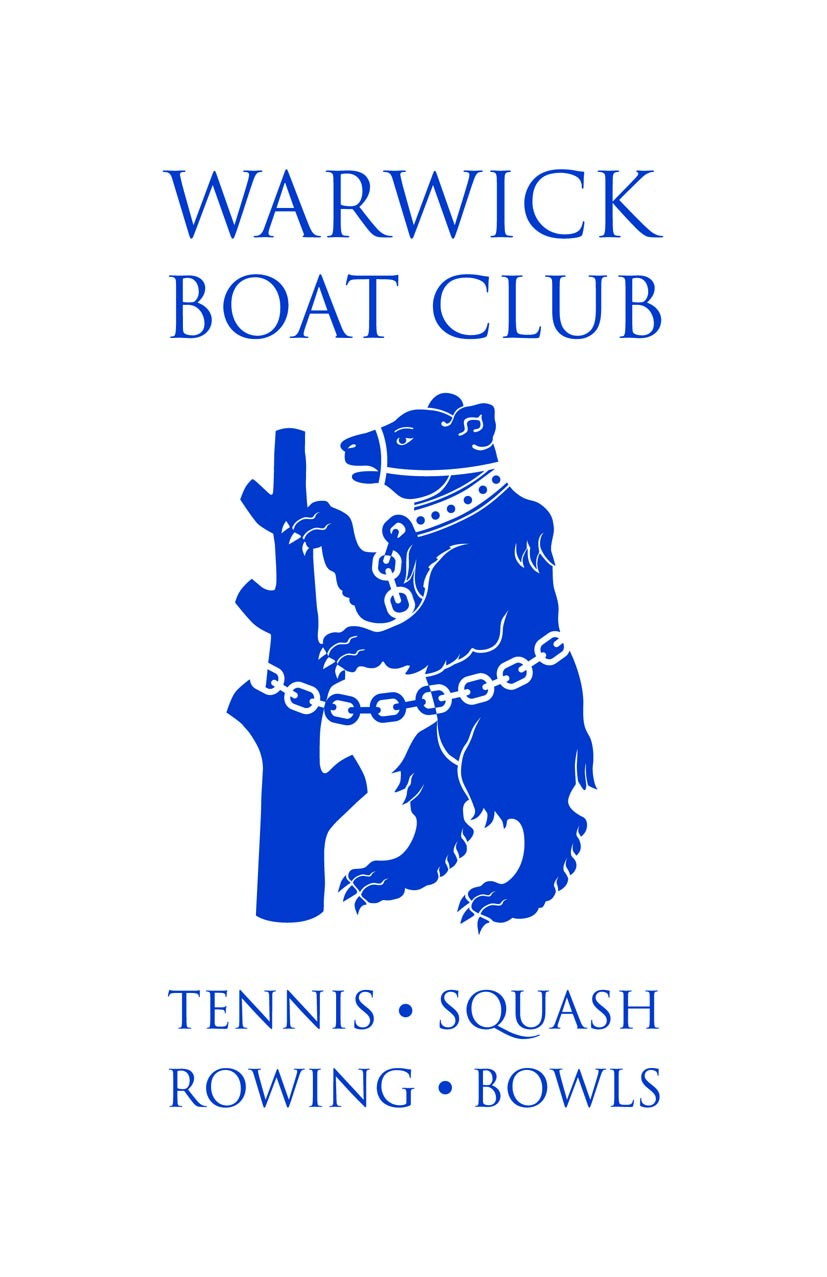 WARWICK
BOAT CLUB
TENNIS • SQUASH
ROWING • BOWLS